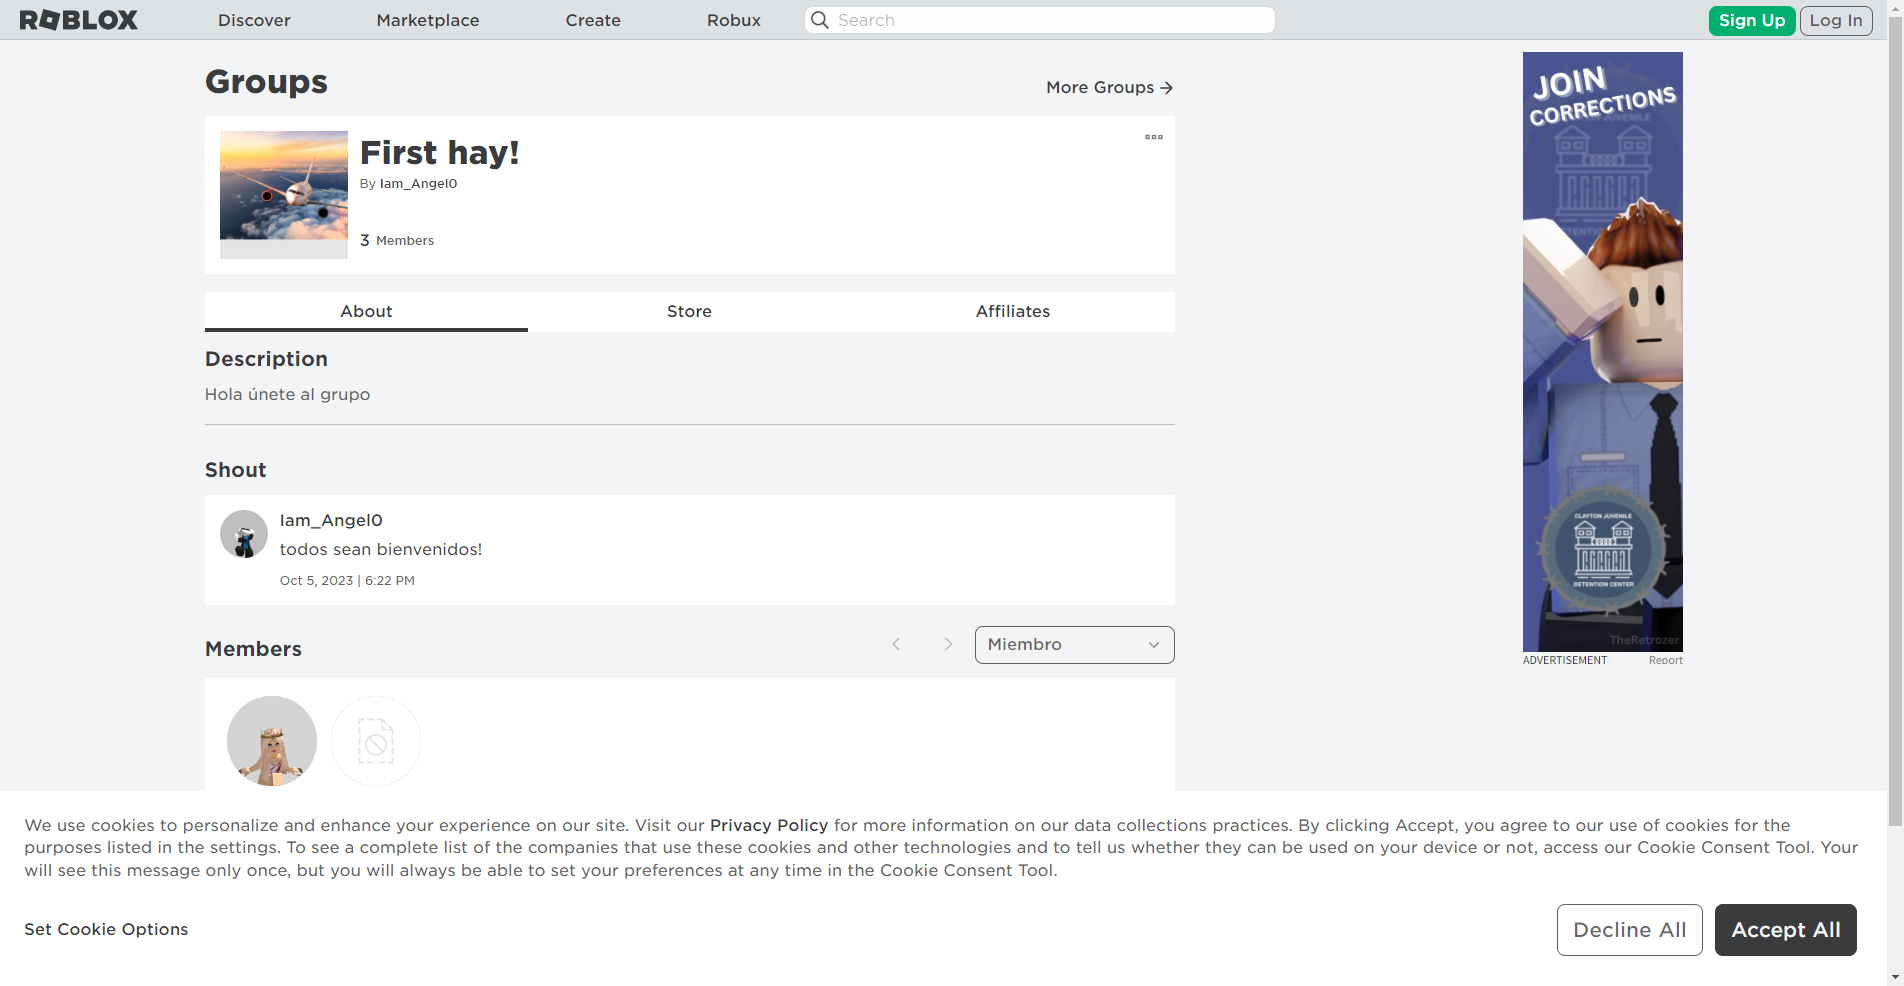 ROBLOX
Discover
Marketplace
Create
Robux
Search
Sign Up
Log In
Groups
More Groups
First hay!
By Iam_Angel0
3 Members
About
Store
Affiliates
Description
Hola únete al grupo
Shout
Iam_Angel0
todos sean bienvenidos!
Oct 5, 2023 | 6:22 PM
Members
Miembro
JOIN
CORRECTIONS
CLAYTON JUVENILE
DETENTION CENTER
TheRetrozer
ADVERTISEMENT
Report
We use cookies to personalize and enhance your experience on our site. Visit our Privacy Policy for more information on our data collections practices. By clicking Accept, you agree to our use of cookies for the
purposes listed in the settings. To see a complete list of the companies that use these cookies and other technologies and to tell us whether they can be used on your device or not, access our Cookie Consent Tool. Your
will see this message only once, but you will always be able to set your preferences at any time in the Cookie Consent Tool.
Set Cookie Options
Decline All
Accept All